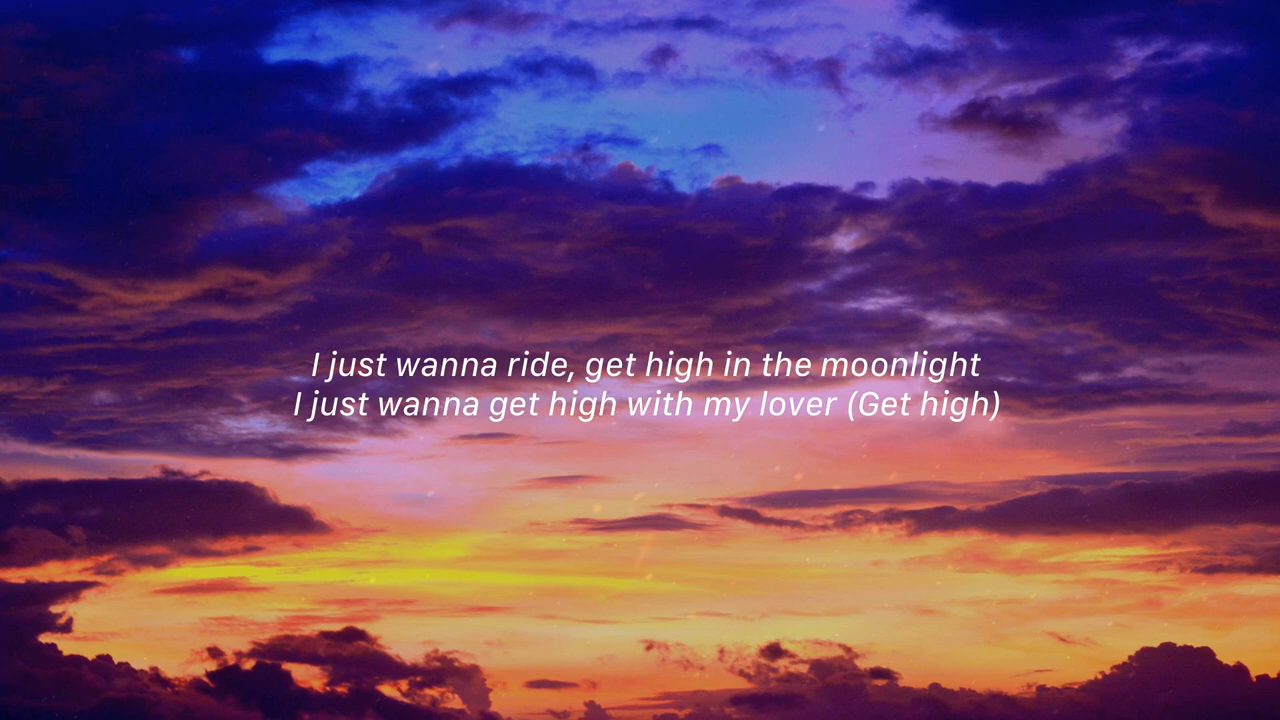 I just wanna ride, get high in the moonlight
I just wanna get high with my lover (Get high)